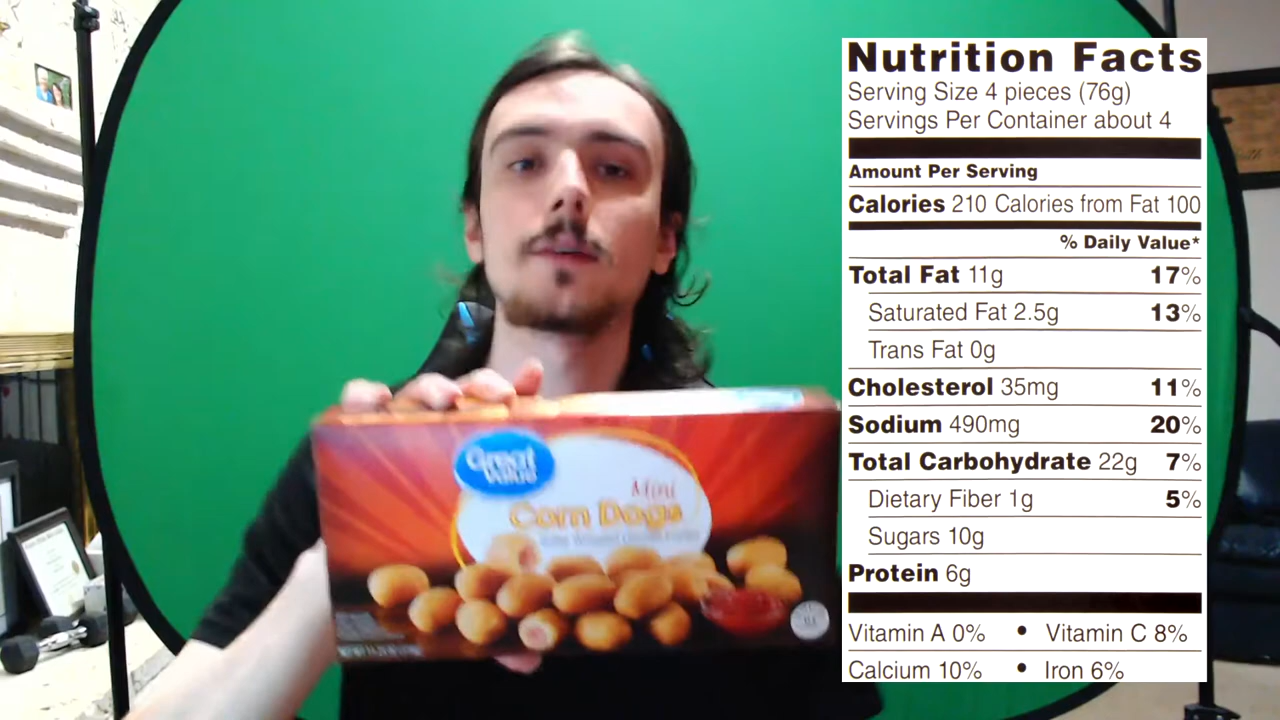 Great
Value
Mini
Corn Dogs
Nutrition Facts
Serving Size 4 pieces (76g)
Servings Per Container about 4
Amount Per Serving
Calories 210 Calories from Fat 100
% Daily Value*
Total Fat 11g 17%
Saturated Fat 2.5g 13%
Trans Fat 0g
Cholesterol 35mg 11%
Sodium 490mg 20%
Total Carbohydrate 22g 7%
Dietary Fiber 1g 5%
Sugars 10g
Protein 6g
Vitamin A 0% • Vitamin C 8%
Calcium 10% • Iron 6%